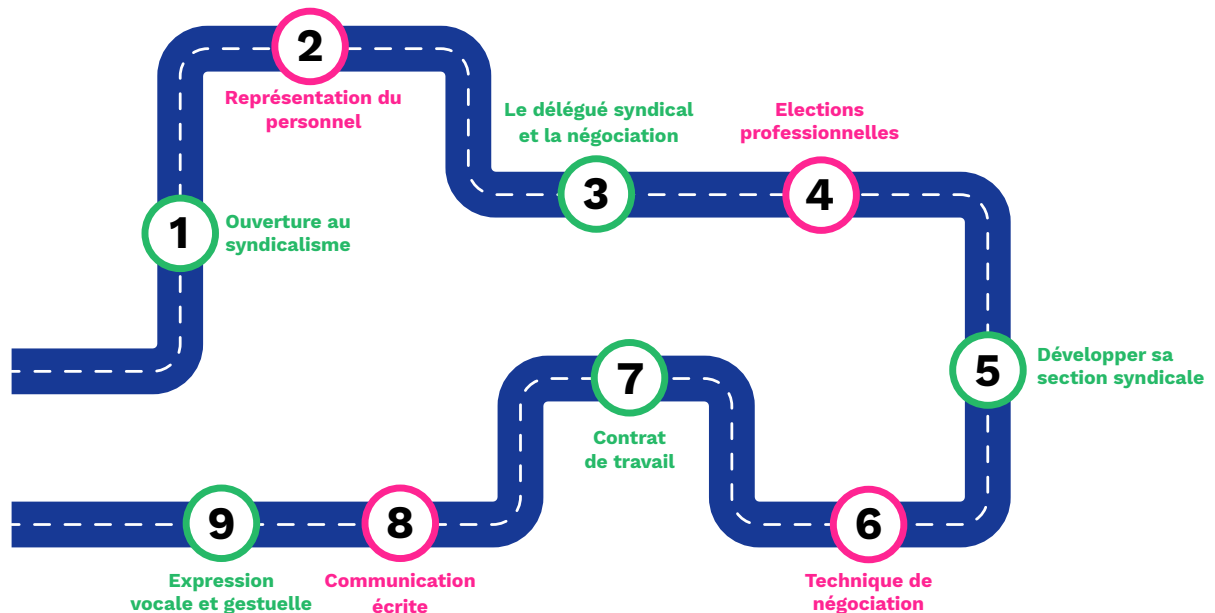 1
Ouverture au
syndicalisme
2
Représentation du
personnel
3
Le délégué syndical
et la négociation
4
Elections
professionnelles
5
Développer sa
section syndicale
6
Technique de
négociation
7
Contrat
de travail
8
Communication
écrite
9
Expression
vocale et gestuelle